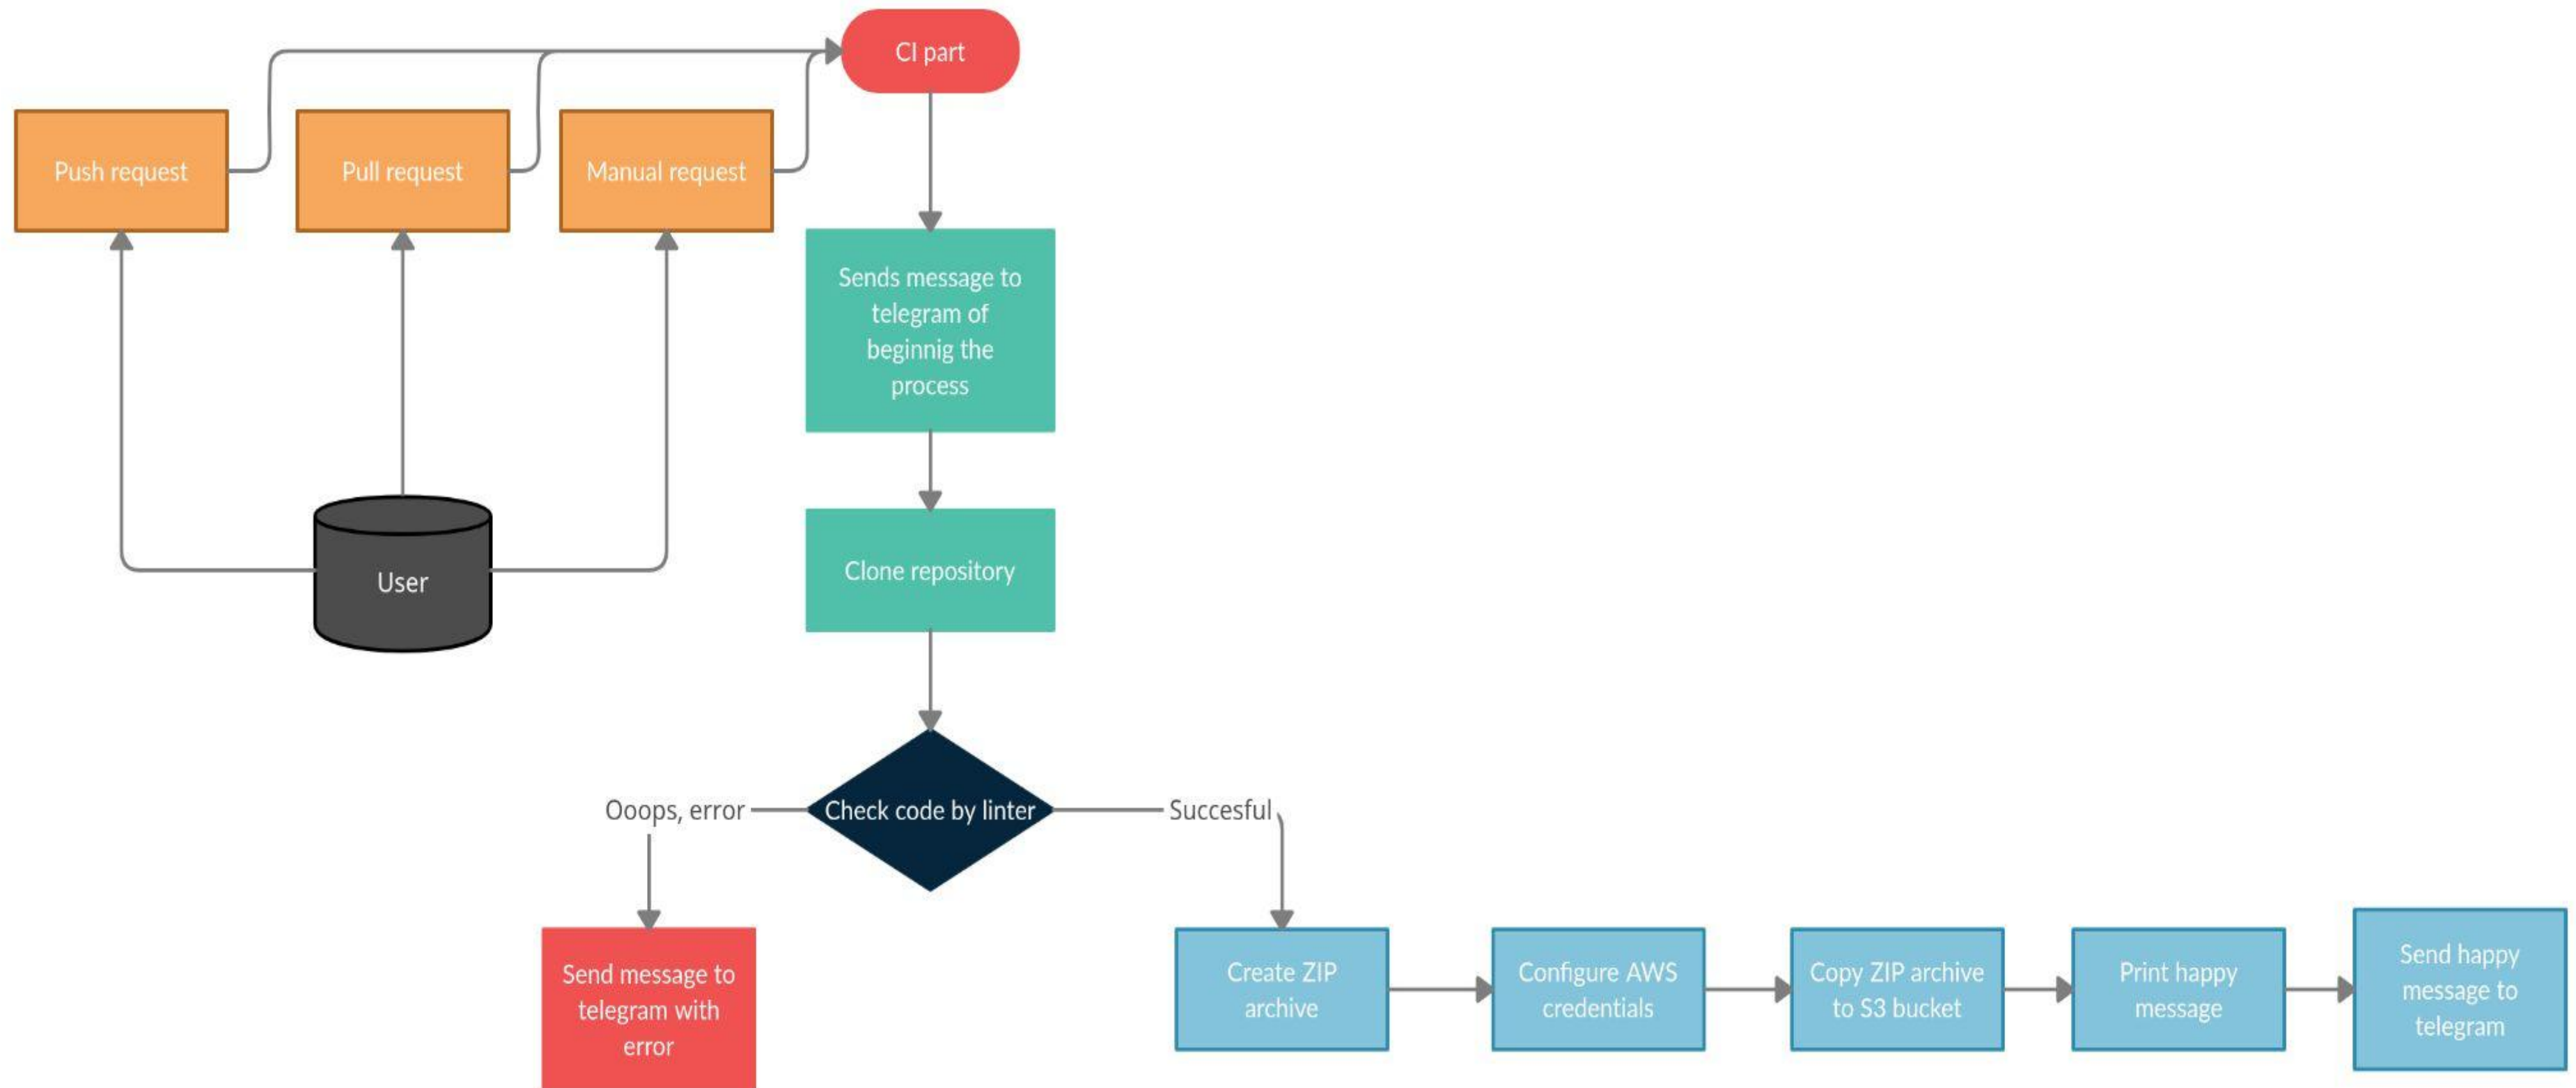 CI part
Push request
Pull request
Manual request
Sends message to
telegram of
beginnig the
process
Clone repository
User
Ooops, error
Check code by linter
Succesful
Send message to
telegram with
error
Create ZIP
archive
Configure AWS
credentials
Copy ZIP archive
to S3 bucket
Print happy
message
Send happy
message to
telegram